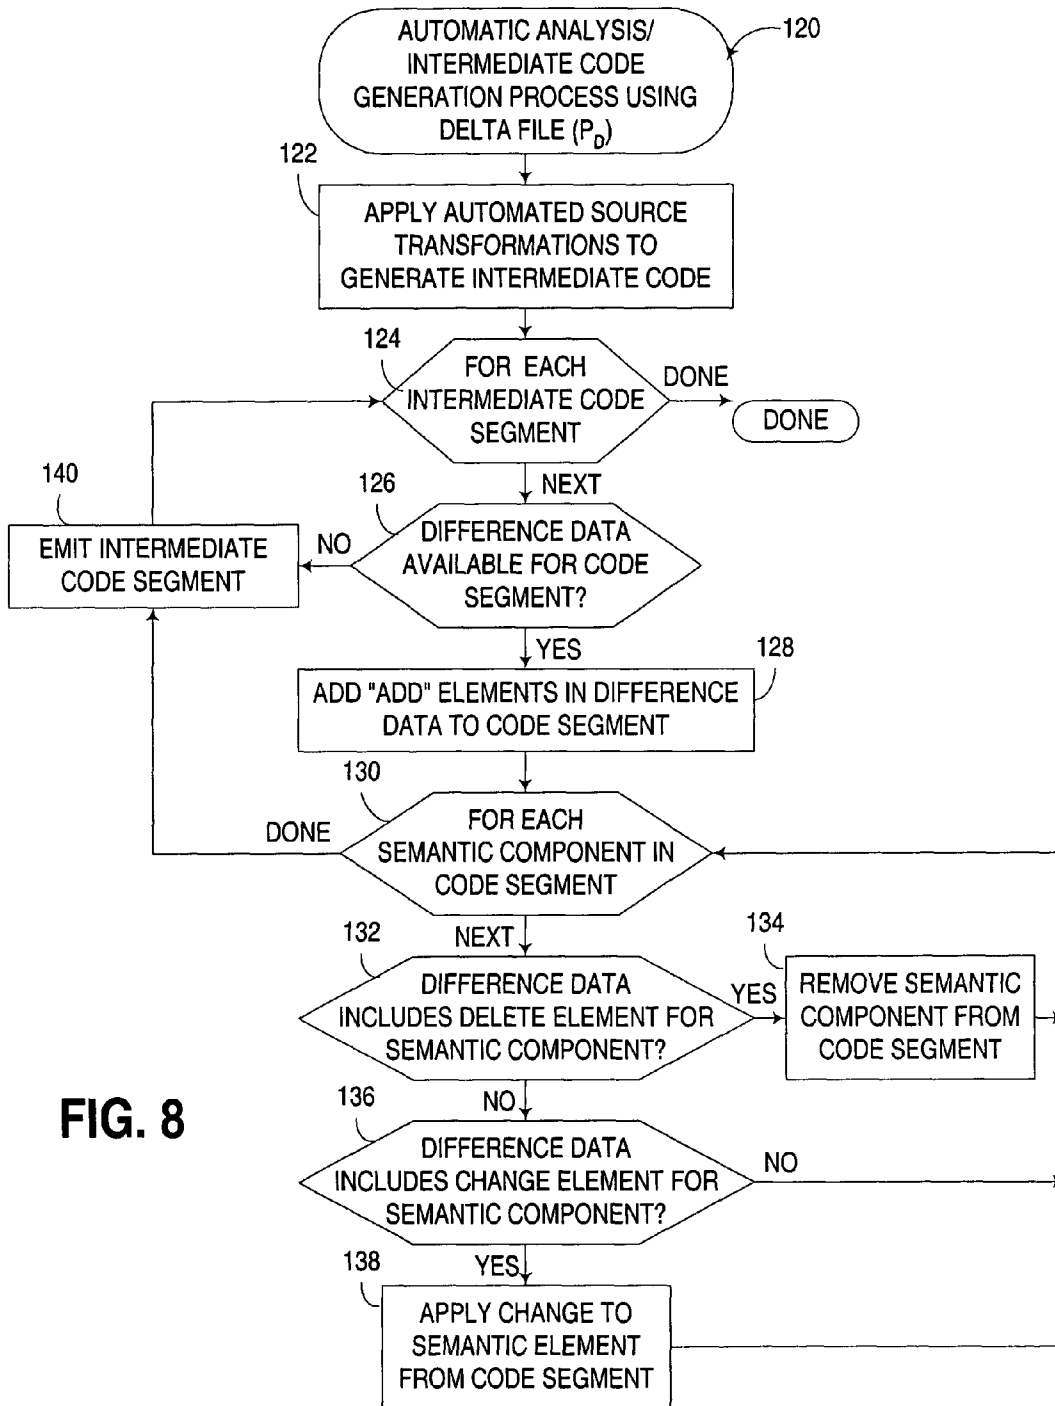 AUTOMATIC ANALYSIS/
INTERMEDIATE CODE
GENERATION PROCESS USING
DELTA FILE (PD)
120
122
APPLY AUTOMATED SOURCE
TRANSFORMATIONS TO
GENERATE INTERMEDIATE CODE
124
FOR EACH
INTERMEDIATE CODE
SEGMENT
DONE
DONE
NEXT
140
EMIT INTERMEDIATE
CODE SEGMENT
126
NO
DIFFERENCE DATA
AVAILABLE FOR CODE
SEGMENT?
YES
128
ADD "ADD" ELEMENTS IN DIFFERENCE
DATA TO CODE SEGMENT
130
DONE
FOR EACH
SEMANTIC COMPONENT IN
CODE SEGMENT
NEXT
132
DIFFERENCE DATA
INCLUDES DELETE ELEMENT FOR
SEMANTIC COMPONENT?
YES
134
REMOVE SEMANTIC
COMPONENT FROM
CODE SEGMENT
NO
FIG. 8
136
DIFFERENCE DATA
INCLUDES CHANGE ELEMENT FOR
SEMANTIC COMPONENT?
NO
YES
138
APPLY CHANGE TO
SEMANTIC ELEMENT
FROM CODE SEGMENT